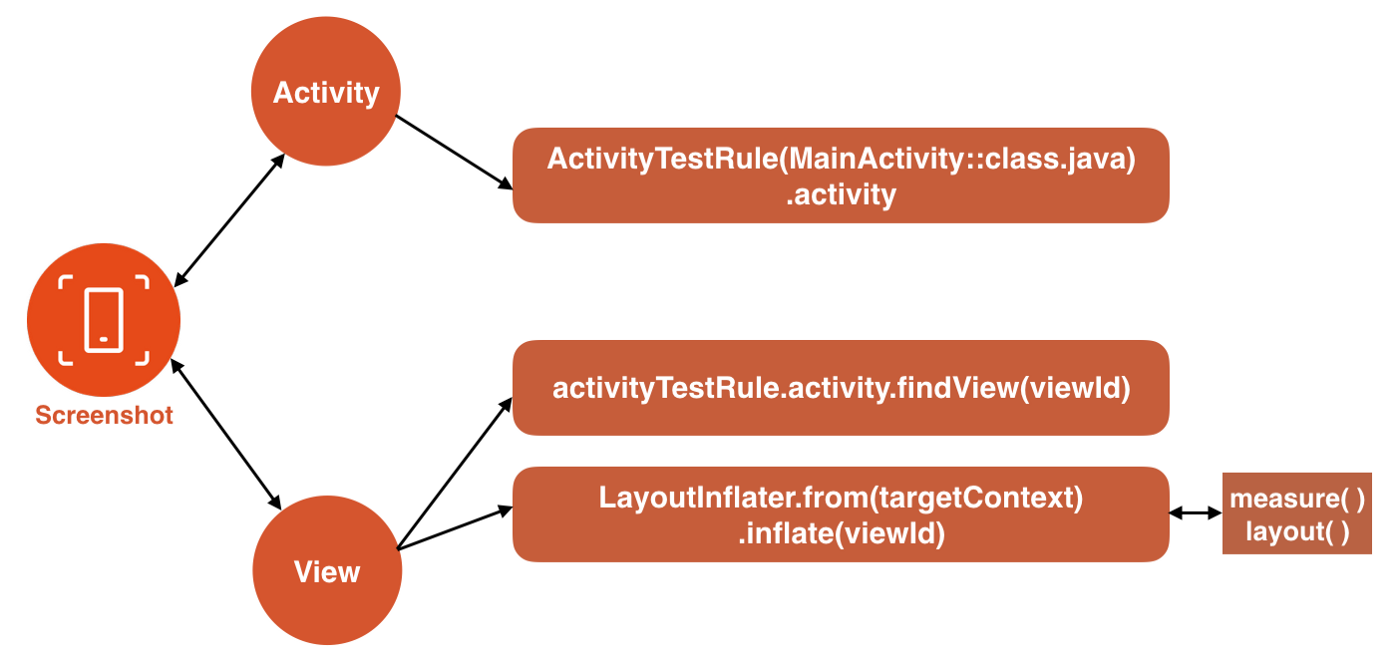 Activity
ActivityTestRule(MainActivity::class.java)
.activity
Screenshot
activityTestRule.activity.findView(viewId)
LayoutInflater.from(targetContext)
.inflate(viewId)
measure( )
layout( )
View